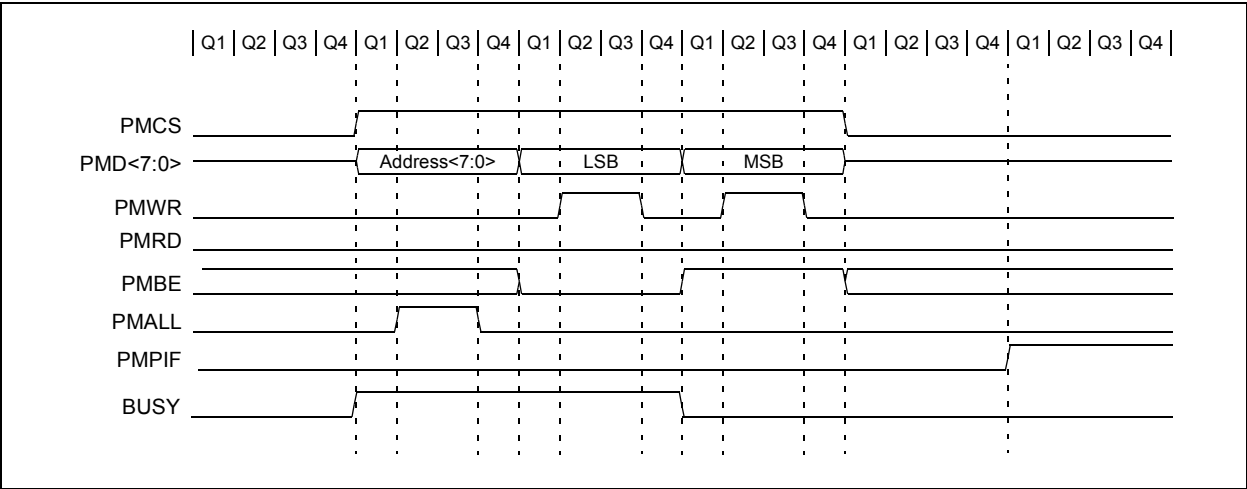 Q1 Q2 Q3 Q4 Q1 Q2 Q3 Q4 Q1 Q2 Q3 Q4 Q1 Q2 Q3 Q4 Q1 Q2 Q3 Q4 Q1 Q2 Q3 Q4
PMCS
PMD<7:0> Address<7:0> LSB MSB
PMWR
PMRD
PMBE
PMALL
PMPIF
BUSY